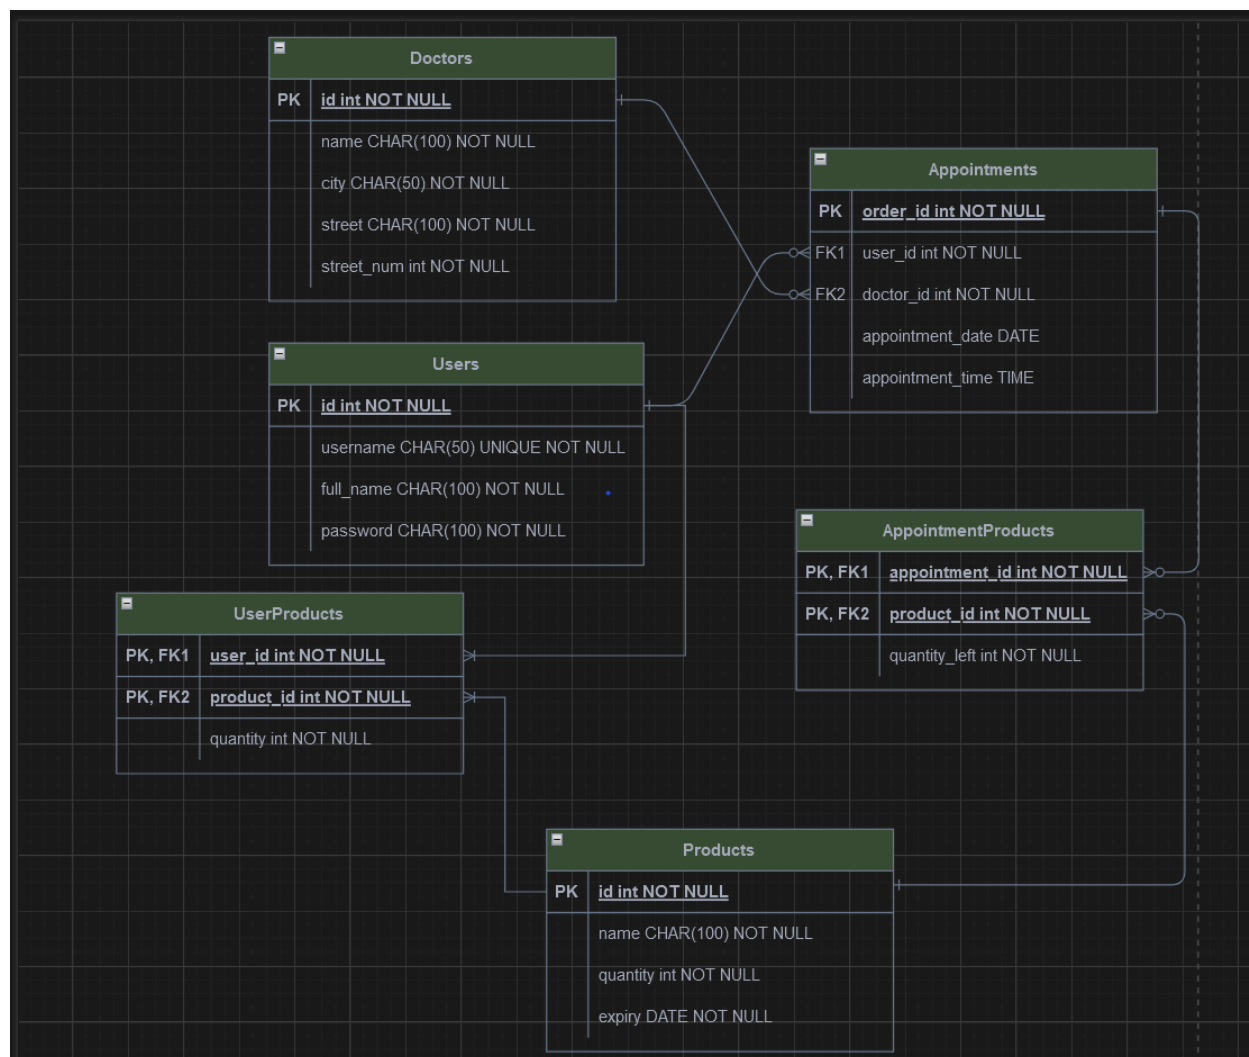 Doctors
PK id int NOT NULL
name CHAR(100) NOT NULL
city CHAR(50) NOT NULL
street CHAR(100) NOT NULL
street_num int NOT NULL
Appointments
PK order_id int NOT NULL
FK1 user_id int NOT NULL
FK2 doctor_id int NOT NULL
appointment_date DATE
appointment_time TIME
Users
PK id int NOT NULL
username CHAR(50) UNIQUE NOT NULL
full_name CHAR(100) NOT NULL
password CHAR(100) NOT NULL
AppointmentProducts
PK, FK1 appointment_id int NOT NULL
PK, FK2 product_id int NOT NULL
quantity_left int NOT NULL
UserProducts
PK, FK1 user_id int NOT NULL
PK, FK2 product_id int NOT NULL
quantity int NOT NULL
Products
PK id int NOT NULL
name CHAR(100) NOT NULL
quantity int NOT NULL
expiry DATE NOT NULL